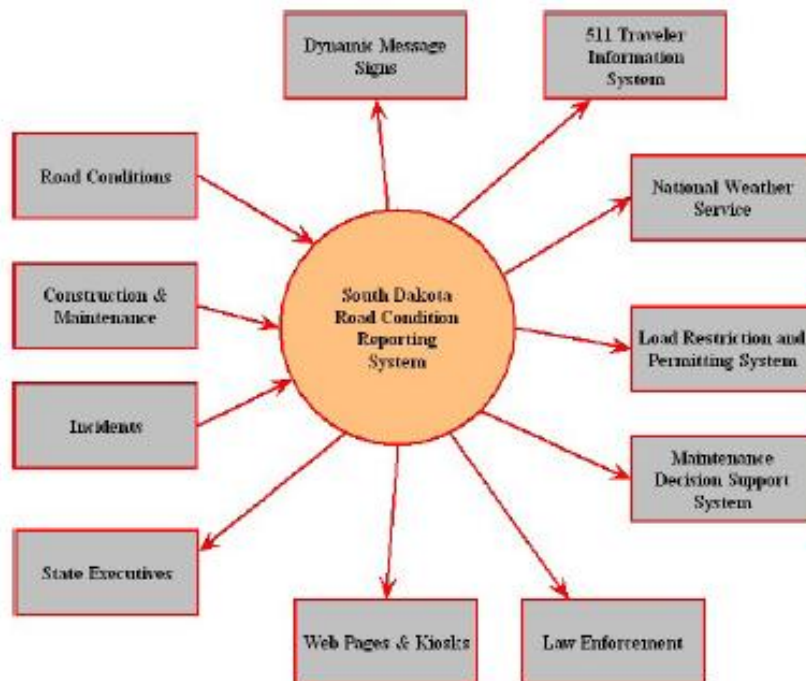 Dynamic Message
Signs
511 Traveler
Information
System
Road Conditions
National Weather
Service
Construction &
Maintenance
South Dakota
Road Condition
Reporting
System
Load Restriction and
Permitting System
Incidents
Maintenance
Decision Support
System
State Executives
Web Pages & Kiosks
Law Enforcement